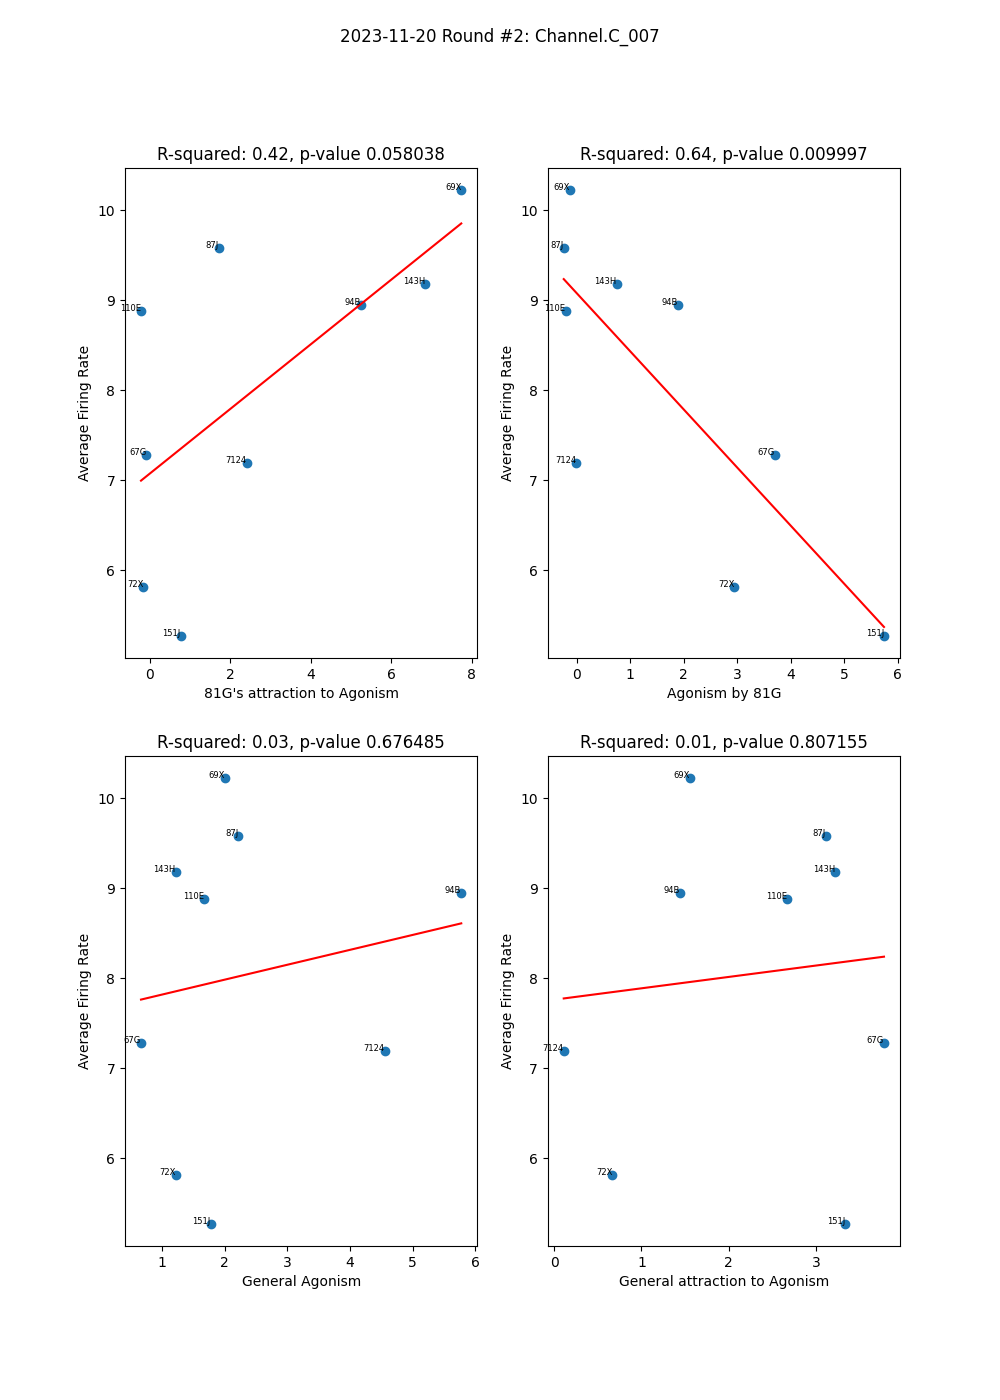 2023-11-20 Round #2: Channel.C_007
R-squared: 0.42, p-value 0.058038
Average Firing Rate
10
9
8
7
6
69X
87J
143H
94B
110E
67G
7124
72X
151J
0 2 4 6 8
81G's attraction to Agonism
R-squared: 0.64, p-value 0.009997
Average Firing Rate
10
9
8
7
6
69X
87J
143H
94B
110E
7124
67G
72X
151J
0 1 2 3 4 5 6
Agonism by 81G
R-squared: 0.03, p-value 0.676485
Average Firing Rate
10
9
8
7
6
69X
87J
143H
110E
94B
67G
7124
72X
151J
1 2 3 4 5 6
General Agonism
R-squared: 0.01, p-value 0.807155
Average Firing Rate
10
9
8
7
6
69X
87J
143H
94B
110E
7124
67G
72X
151J
0 1 2 3
General attraction to Agonism